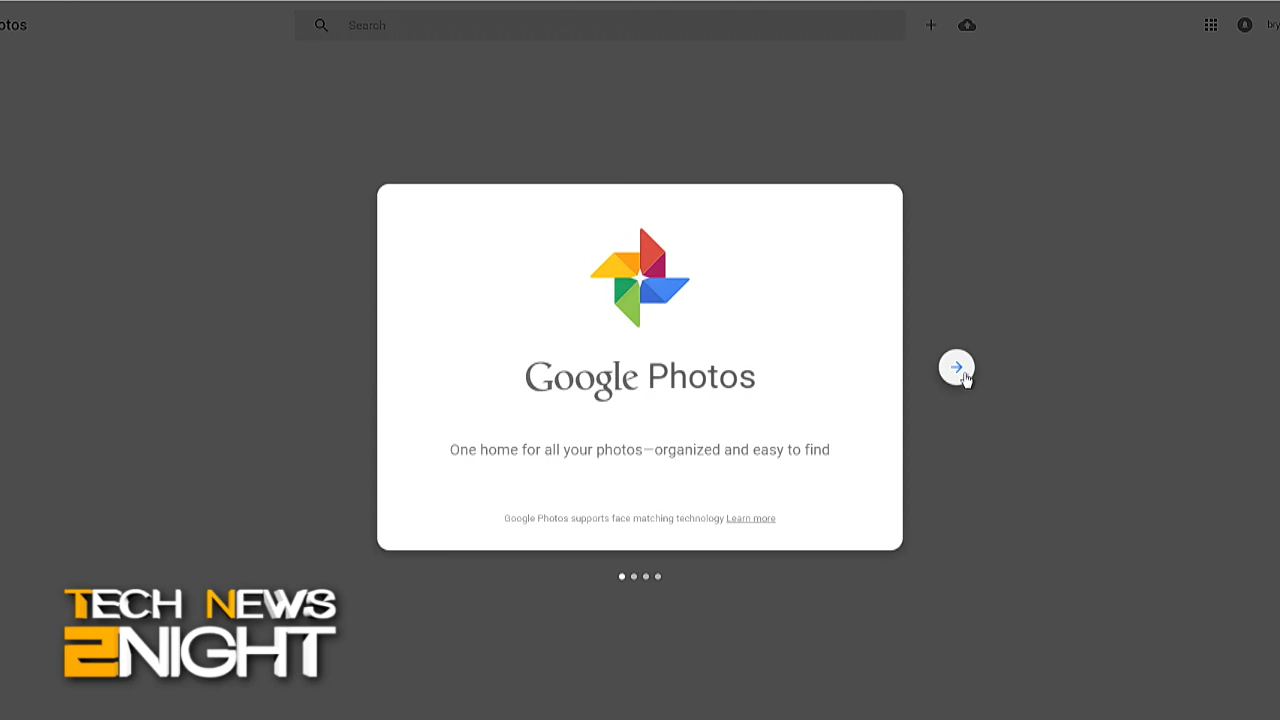 otos
Search
Google Photos
One home for all your photos—organized and easy to find
Google Photos supports face matching technology Learn more
TECH NEWS
2NIGHT